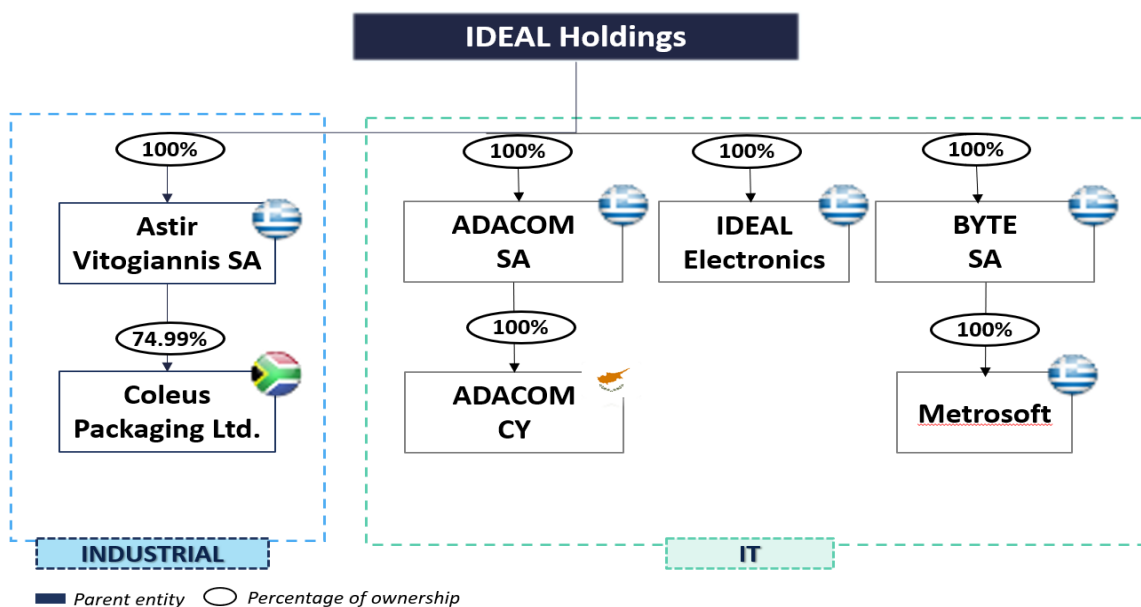 IDEAL Holdings
100%
100%
100%
100%
Astir
Vitogiannis SA
ADACOM
SA
IDEAL
Electronics
BYTE
SA
74.99%
100%
100%
Coleus
Packaging Ltd.
ADACOM
CY
Metrosoft
INDUSTRIAL
IT
Parent entity
Percentage of ownership